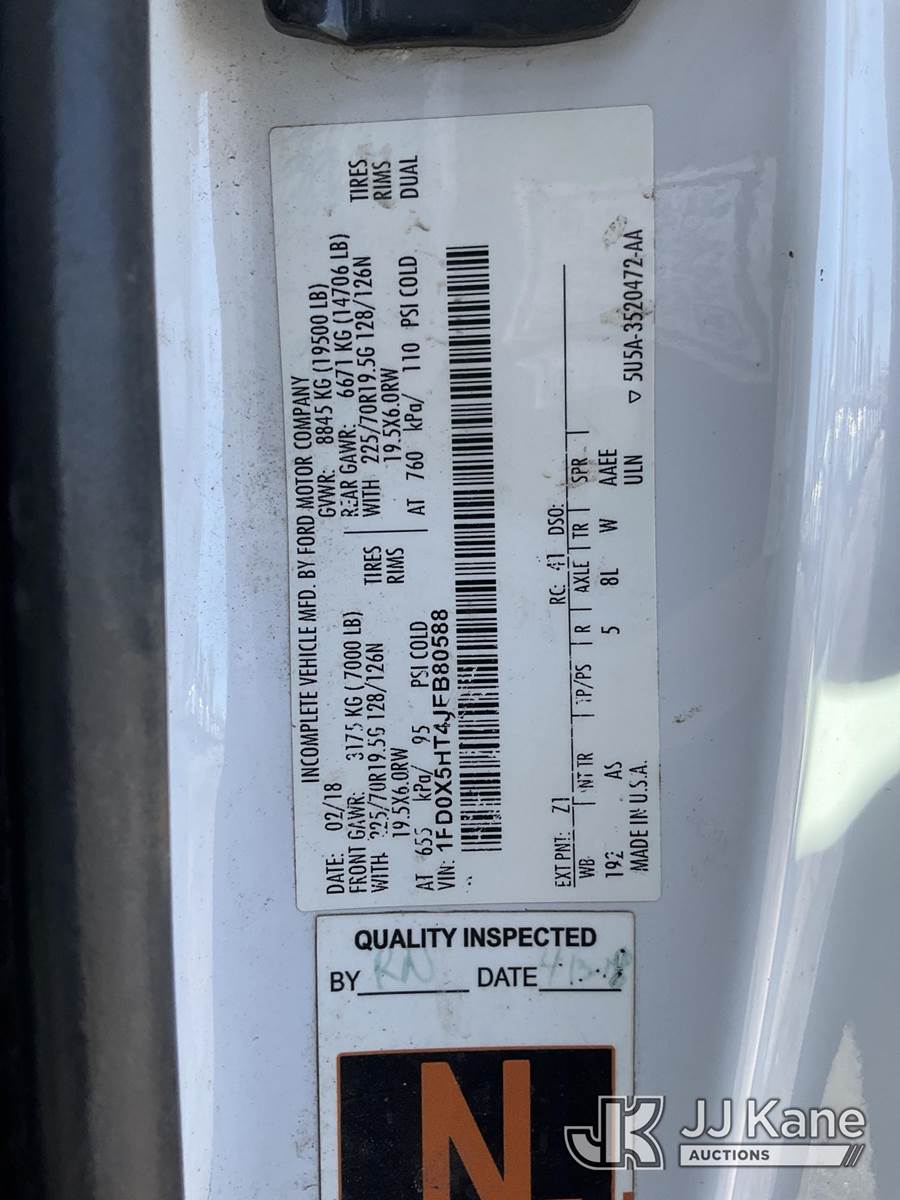 INCOMPLETE VEHICLE MFD. BY FORD MOTOR COMPANY
DATE: 02/18 GVWR: 8845 KG (19500 LB)
FRONT GAWR: 3175 KG (7000 LB) REAR GAWR: 6671 KG (14706 LB)
WITH 225/70R19.5G 128/126N TIRES WITH 225/70R19.5G 128/126N TIRES
19.5X6.0RW RIMS 19.5X6.0RW RIMS
AT 655 kPa/ 95 PSI COLD AT 760 kPa/ 110 PSI COLD DUAL
VIN: 1FD0X5HT4JEB80588
EXT PNT: Z1 RC: 41 DSO:
WB INT TR TP/PS R AXLE TR SPR
192 AS 5 8L W AAEE
MADE IN U.S.A. ULN
▽ 5U5A-3520472-AA
QUALITY INSPECTED
BY RN DATE
N
JK JJ Kane
AUCTIONS